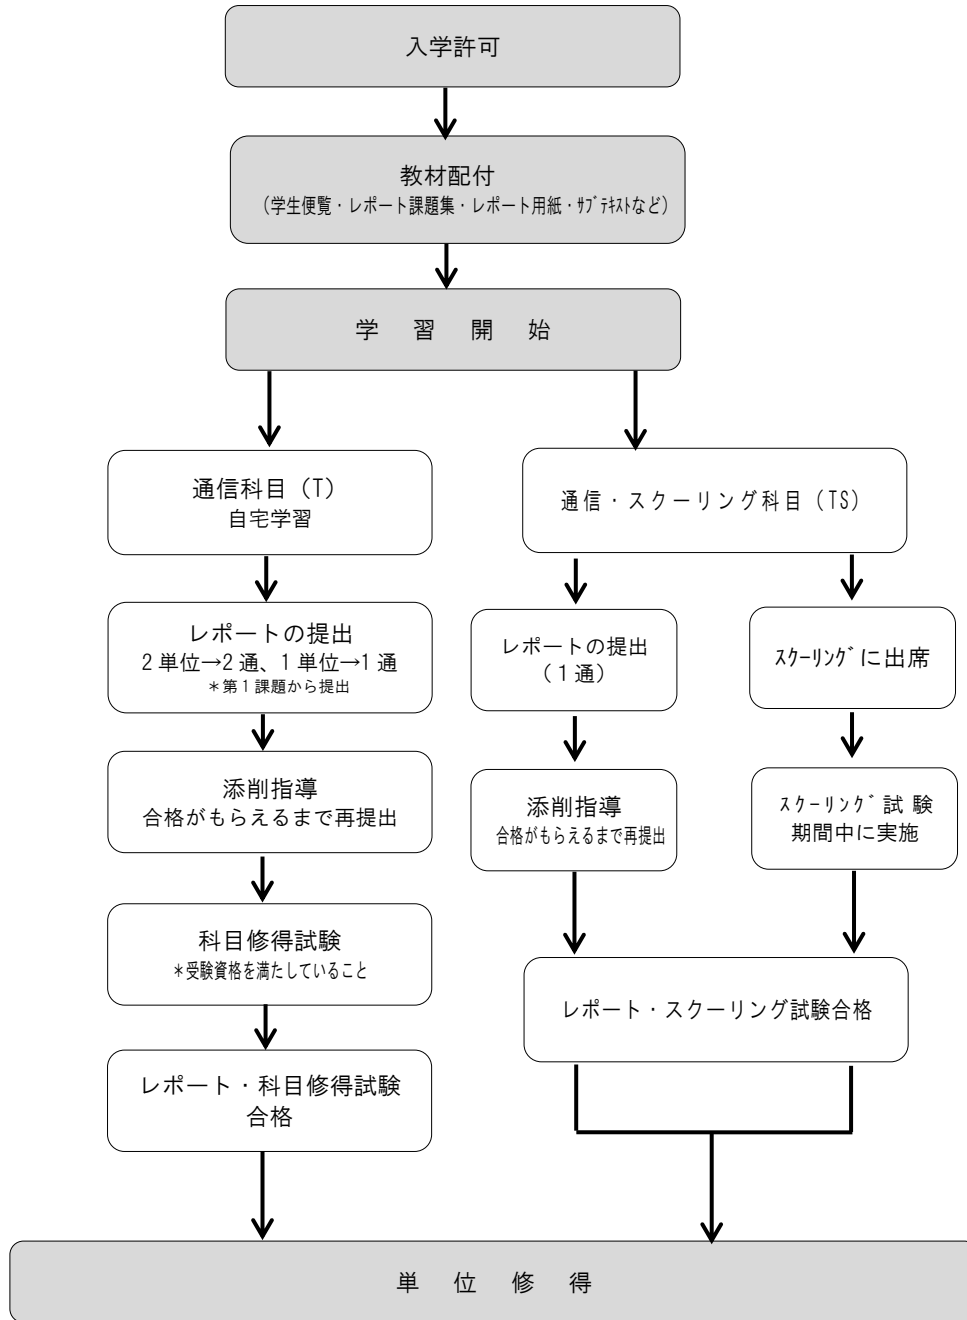 入学許可
教材配付
（学生便覧・レポート課題集・レポート用紙・ｻﾌﾞﾃｷｽﾄなど）
学　習　開　始
通信科目（T）
自宅学習
レポートの提出
2単位→2通、1単位→1通
＊第1課題から提出
添削指導
合格がもらえるまで再提出
科目修得試験
＊受験資格を満たしていること
レポート・科目修得試験
合格
通信・スクーリング科目（TS）
レポートの提出
（1通）
添削指導
合格がもらえるまで再提出
ｽｸｰﾘﾝｸﾞに出席
ｽｸｰﾘﾝｸﾞ試験
期間中に実施
レポート・スクーリング試験合格
単　位　修　得